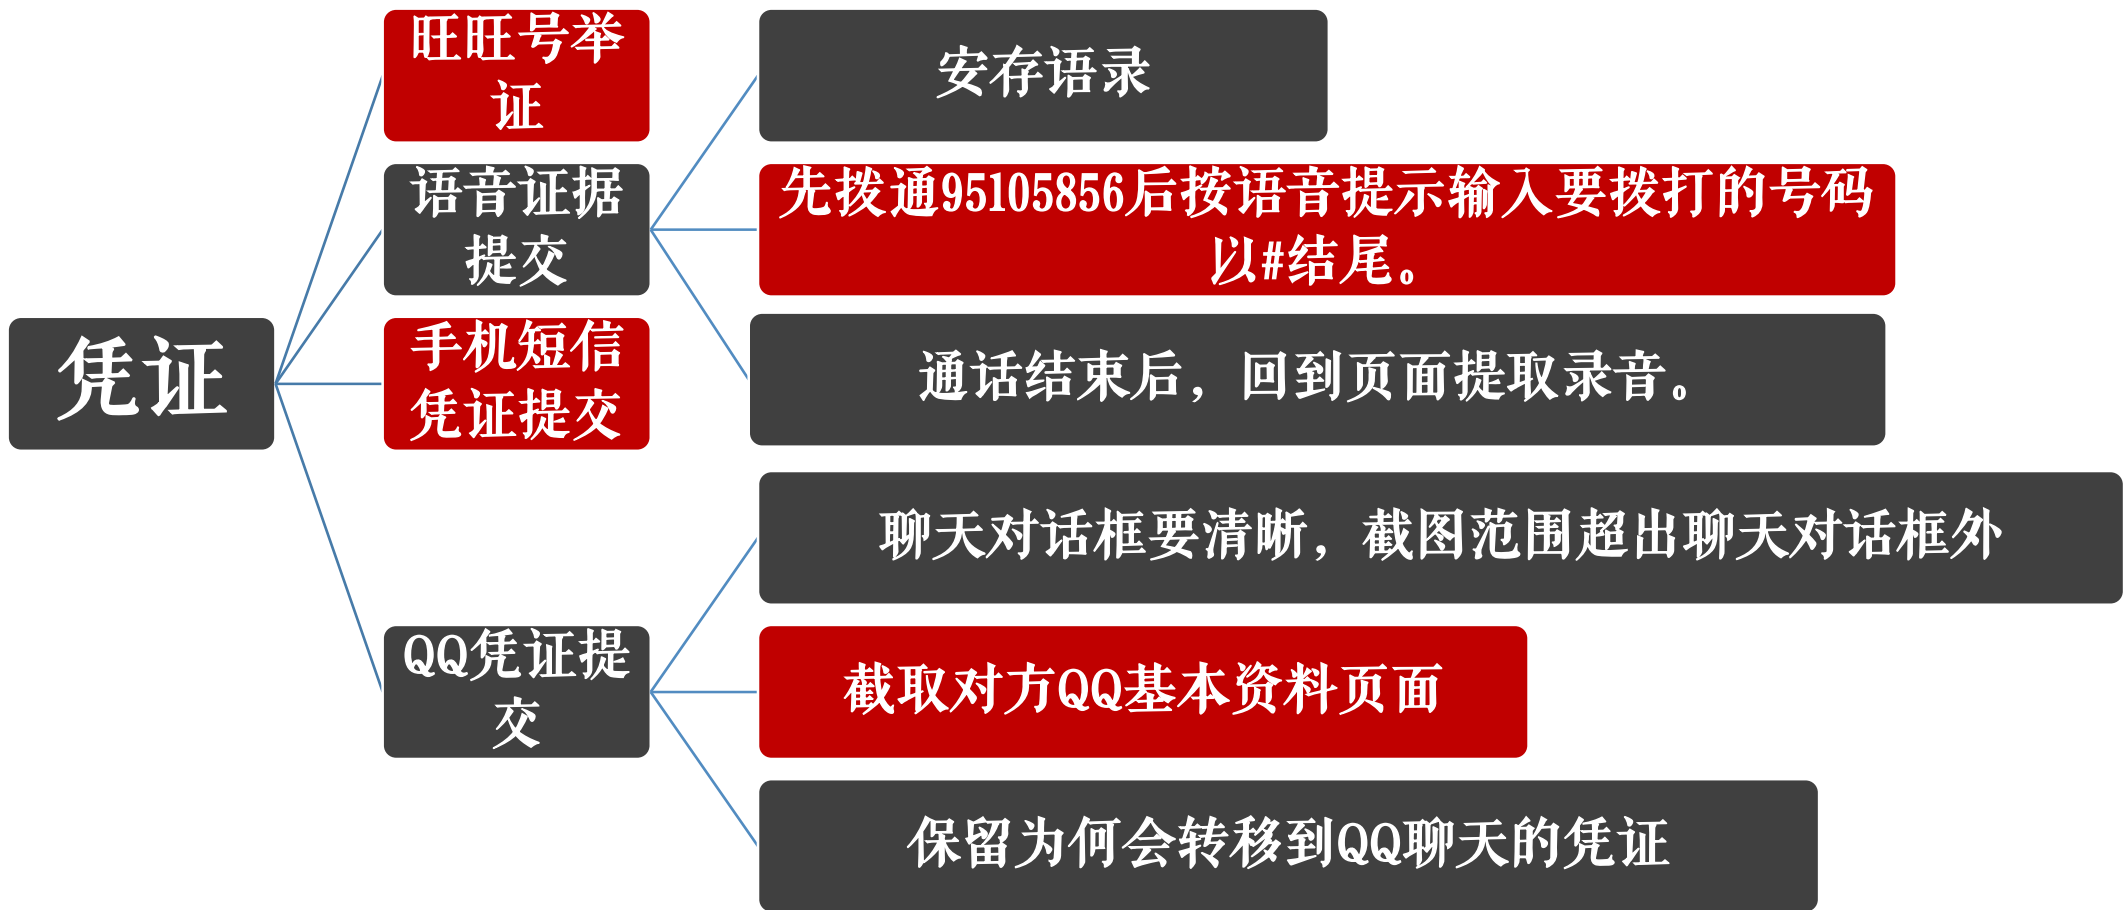 凭证
旺旺号举
证
语音证据
提交
手机短信
凭证提交
QQ凭证提
交
安存语录
先拨通95105856后按语音提示输入要拨打的号码
以#结尾。
通话结束后，回到页面提取录音。
聊天对话框要清晰，截图范围超出聊天对话框外
截取对方QQ基本资料页面
保留为何会转移到QQ聊天的凭证